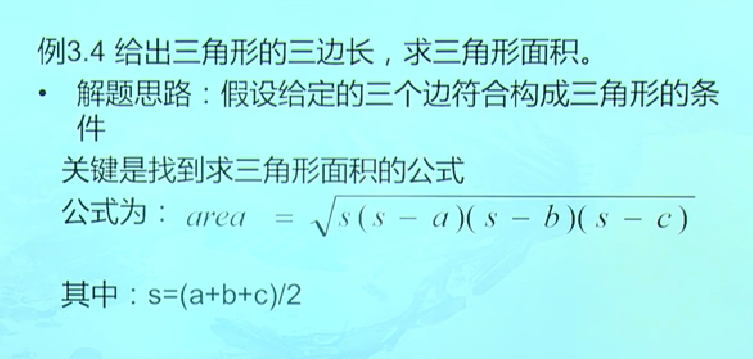 例3.4 给出三角形的三边长，求三角形面积。
• 解题思路：假设给定的三个边符合构成三角形的条
件
关键是找到求三角形面积的公式
公式为： area = √s(s − a)(s − b)(s − c)
其中：s=(a+b+c)/2